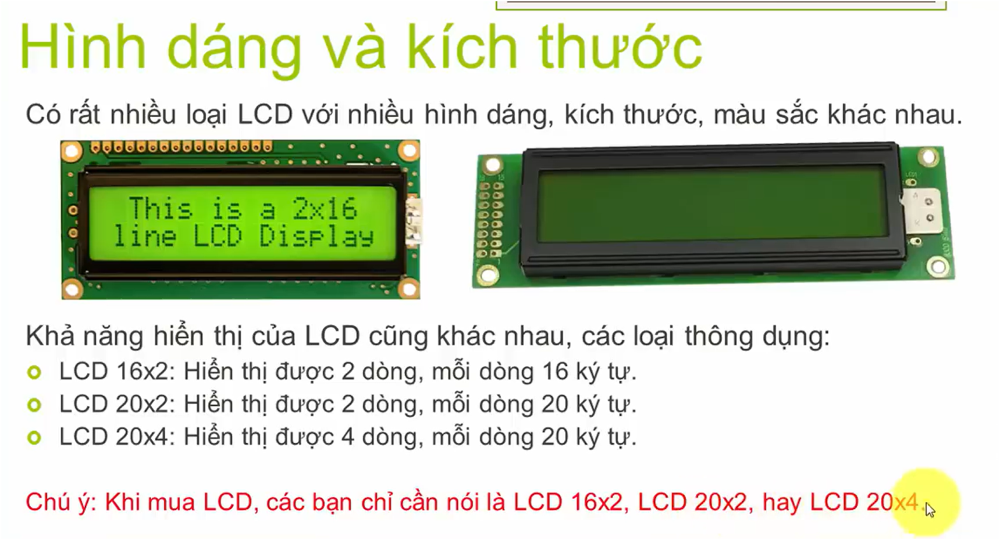 Hình dáng và kích thước
Có rất nhiều loại LCD với nhiều hình dáng, kích thước, màu sắc khác nhau.
This is a 2x16
line LCD Display
16 15
LED1
A
K
Khả năng hiển thị của LCD cũng khác nhau, các loại thông dụng:
LCD 16x2: Hiển thị được 2 dòng, mỗi dòng 16 ký tự.
LCD 20x2: Hiển thị được 2 dòng, mỗi dòng 20 ký tự.
LCD 20x4: Hiển thị được 4 dòng, mỗi dòng 20 ký tự.
Chú ý: Khi mua LCD, các bạn chỉ cần nói là LCD 16x2, LCD 20x2, hay LCD 20x4.